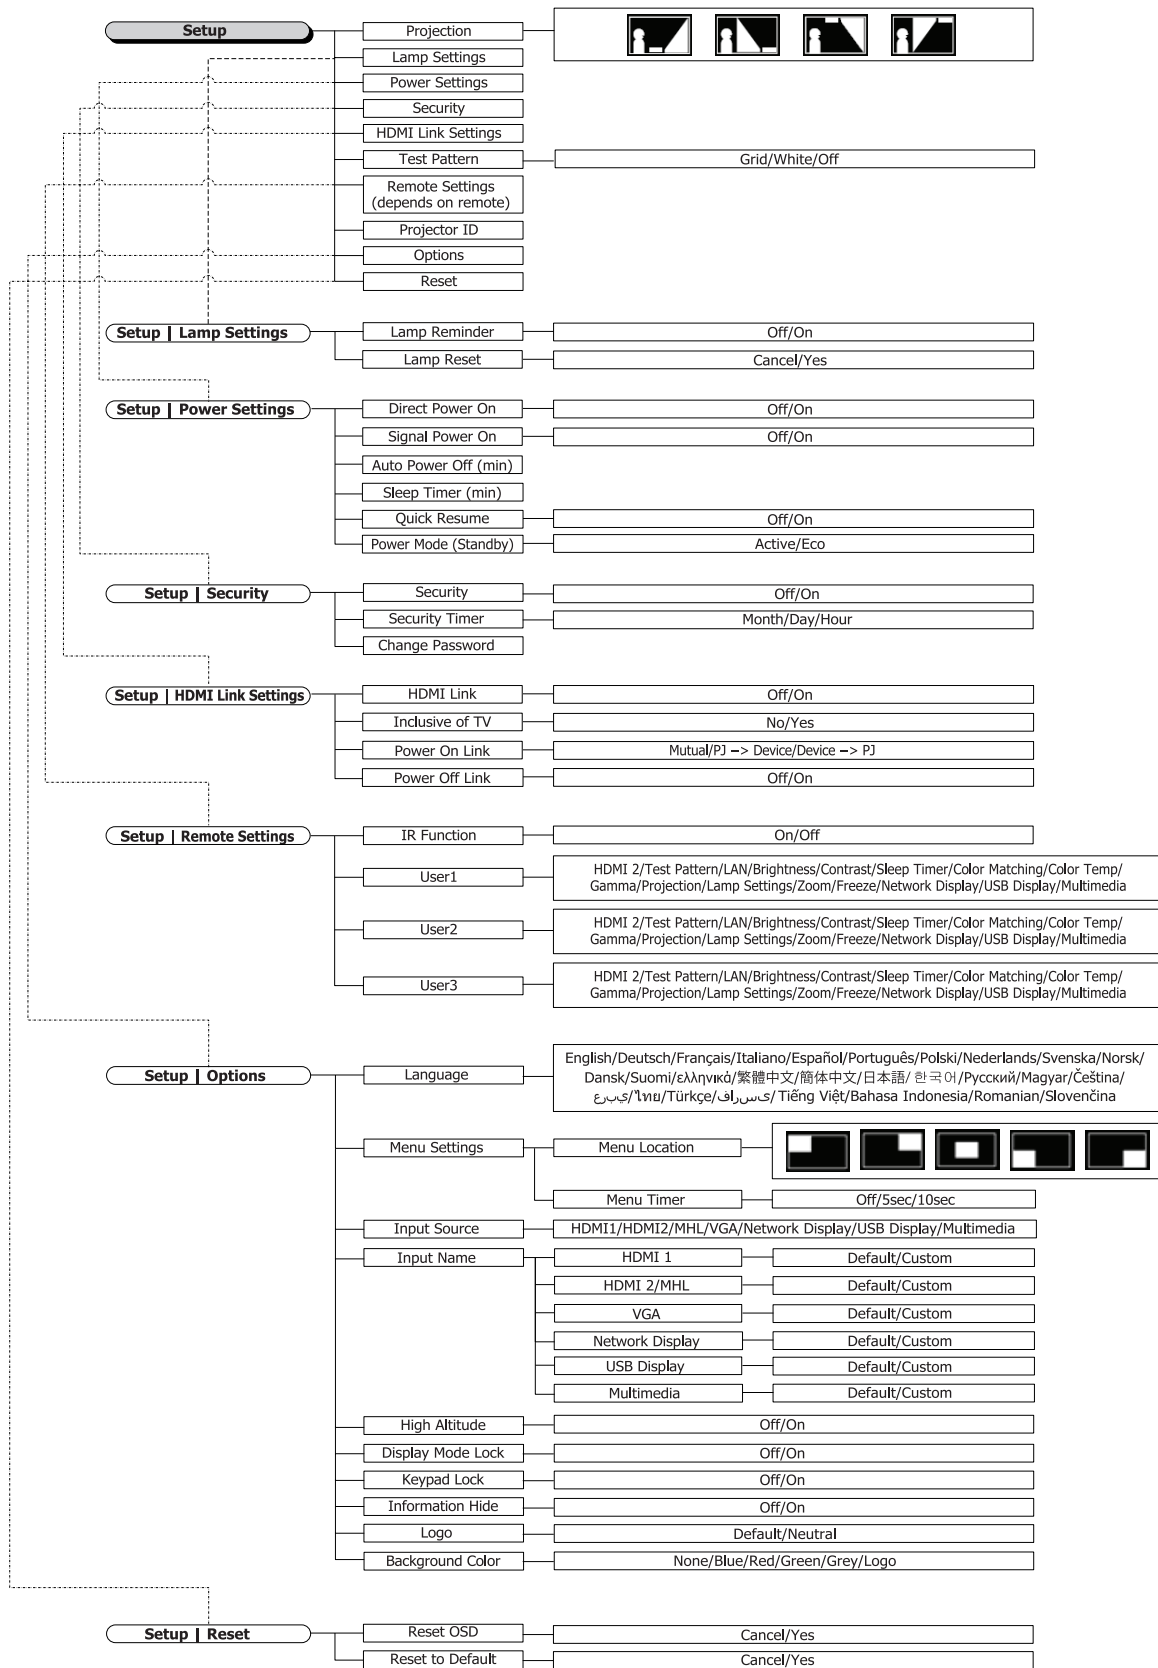 Setup
Projection
Lamp Settings
Power Settings
Security
HDMI Link Settings
Test Pattern
Grid/White/Off
Remote Settings
(depends on remote)
Projector ID
Options
Reset
Setup | Lamp Settings
Lamp Reminder
Off/On
Lamp Reset
Cancel/Yes
Setup | Power Settings
Direct Power On
Off/On
Signal Power On
Off/On
Auto Power Off (min)
Sleep Timer (min)
Quick Resume
Off/On
Power Mode (Standby)
Active/Eco
Setup | Security
Security
Off/On
Security Timer
Month/Day/Hour
Change Password
Setup | HDMI Link Settings
HDMI Link
Off/On
Inclusive of TV
No/Yes
Power On Link
Mutual/PJ −> Device/Device −> PJ
Power Off Link
Off/On
Setup | Remote Settings
IR Function
On/Off
User1
HDMI 2/Test Pattern/LAN/Brightness/Contrast/Sleep Timer/Color Matching/Color Temp/
Gamma/Projection/Lamp Settings/Zoom/Freeze/Network Display/USB Display/Multimedia
User2
HDMI 2/Test Pattern/LAN/Brightness/Contrast/Sleep Timer/Color Matching/Color Temp/
Gamma/Projection/Lamp Settings/Zoom/Freeze/Network Display/USB Display/Multimedia
User3
HDMI 2/Test Pattern/LAN/Brightness/Contrast/Sleep Timer/Color Matching/Color Temp/
Gamma/Projection/Lamp Settings/Zoom/Freeze/Network Display/USB Display/Multimedia
Setup | Options
Language
English/Deutsch/Français/Italiano/Español/Português/Polski/Nederlands/Svenska/Norsk/
Dansk/Suomi/ελληνικά/繁體中文/簡体中文/日本語/한국어/Русский/Magyar/Čeština/
يبرع/ไทย/Türkçe/یسراف/Tiếng Việt/Bahasa Indonesia/Romanian/Slovenčina
Menu Settings
Menu Location
Menu Timer
Off/5sec/10sec
Input Source
HDMI1/HDMI2/MHL/VGA/Network Display/USB Display/Multimedia
Input Name
HDMI 1
Default/Custom
HDMI 2/MHL
Default/Custom
VGA
Default/Custom
Network Display
Default/Custom
USB Display
Default/Custom
Multimedia
Default/Custom
High Altitude
Off/On
Display Mode Lock
Off/On
Keypad Lock
Off/On
Information Hide
Off/On
Logo
Default/Neutral
Background Color
None/Blue/Red/Green/Grey/Logo
Setup | Reset
Reset OSD
Cancel/Yes
Reset to Default
Cancel/Yes